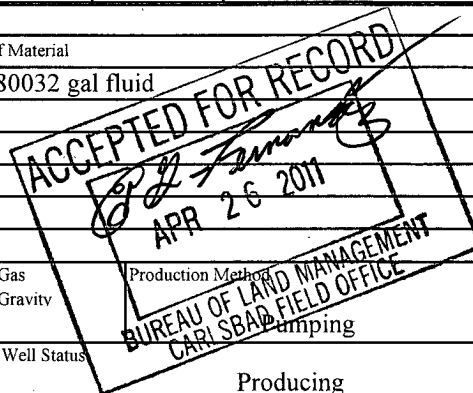 f Material
80032 gal fluid
ACCEPTED FOR RECORD
APR 26 2011
BUREAU OF LAND MANAGEMENT
CARLSBAD FIELD OFFICE
Gas
Gravity
Production Method
Pumping
Well Status
Producing